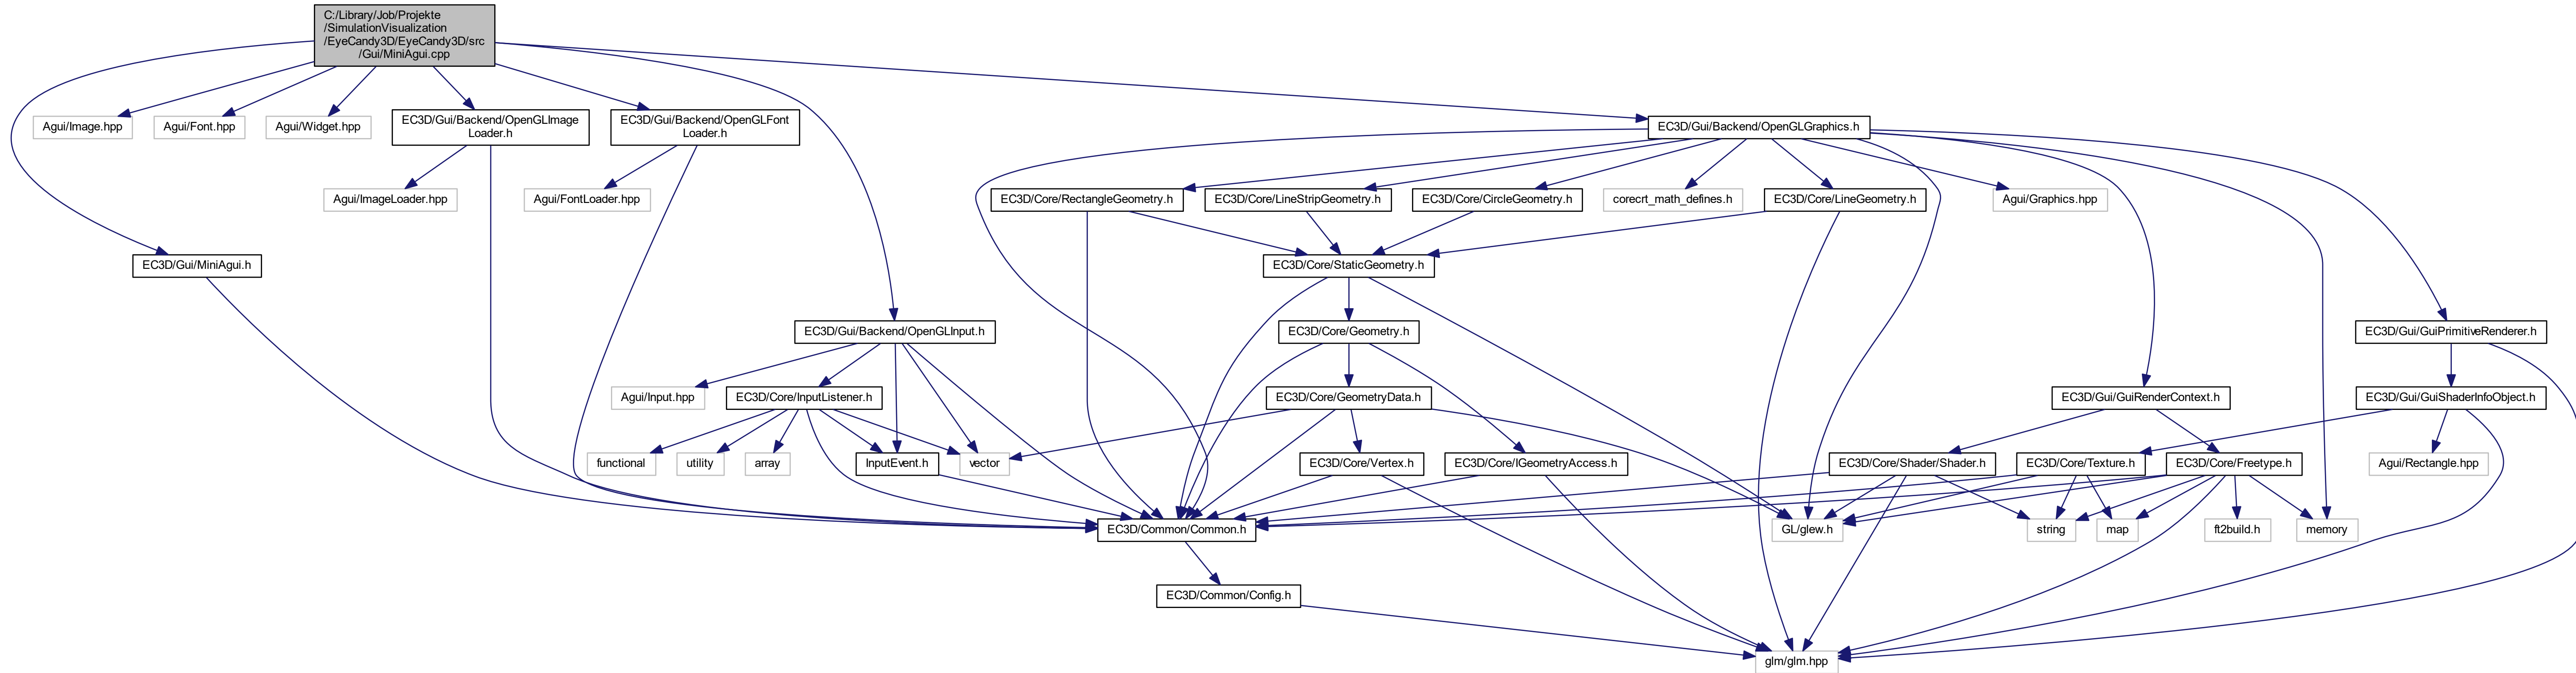 C:/Library/Job/Projekte
/SimulationVisualization
/EyeCandy3D/EyeCandy3D/src
/Gui/MiniAgui.cpp
Agui/Image.hpp
Agui/Font.hpp
Agui/Widget.hpp
EC3D/Gui/Backend/OpenGLImage
Loader.h
EC3D/Gui/Backend/OpenGLFont
Loader.h
EC3D/Gui/Backend/OpenGLGraphics.h
Agui/ImageLoader.hpp
Agui/FontLoader.hpp
EC3D/Core/RectangleGeometry.h
EC3D/Core/LineStripGeometry.h
EC3D/Core/CircleGeometry.h
corecrt_math_defines.h
EC3D/Core/LineGeometry.h
Agui/Graphics.hpp
EC3D/Gui/MiniAgui.h
EC3D/Core/StaticGeometry.h
EC3D/Gui/Backend/OpenGLInput.h
EC3D/Core/Geometry.h
EC3D/Gui/GuiPrimitiveRenderer.h
Agui/Input.hpp
EC3D/Core/InputListener.h
EC3D/Core/GeometryData.h
EC3D/Gui/GuiRenderContext.h
EC3D/Gui/GuiShaderInfoObject.h
functional
utility
array
InputEvent.h
vector
EC3D/Core/Vertex.h
EC3D/Core/IGeometryAccess.h
EC3D/Core/Shader/Shader.h
EC3D/Core/Texture.h
EC3D/Core/Freetype.h
Agui/Rectangle.hpp
EC3D/Common/Common.h
GL/glew.h
string
map
ft2build.h
memory
EC3D/Common/Config.h
glm/glm.hpp